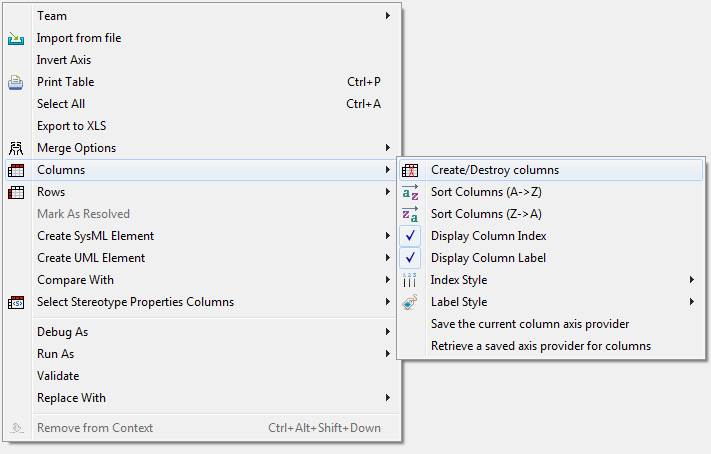 Team
Import from file
Invert Axis
Print Table Ctrl+P
Select All Ctrl+A
Export to XLS
Merge Options
Columns
Rows
Mark As Resolved
Create SysML Element
Create UML Element
Compare With
Select Stereotype Properties Columns
Debug As
Run As
Validate
Replace With
Remove from Context Ctrl+Alt+Shift+Down
Create/Destroy columns
Sort Columns (A->Z)
Sort Columns (Z->A)
Display Column Index
Display Column Label
Index Style
Label Style
Save the current column axis provider
Retrieve a saved axis provider for columns